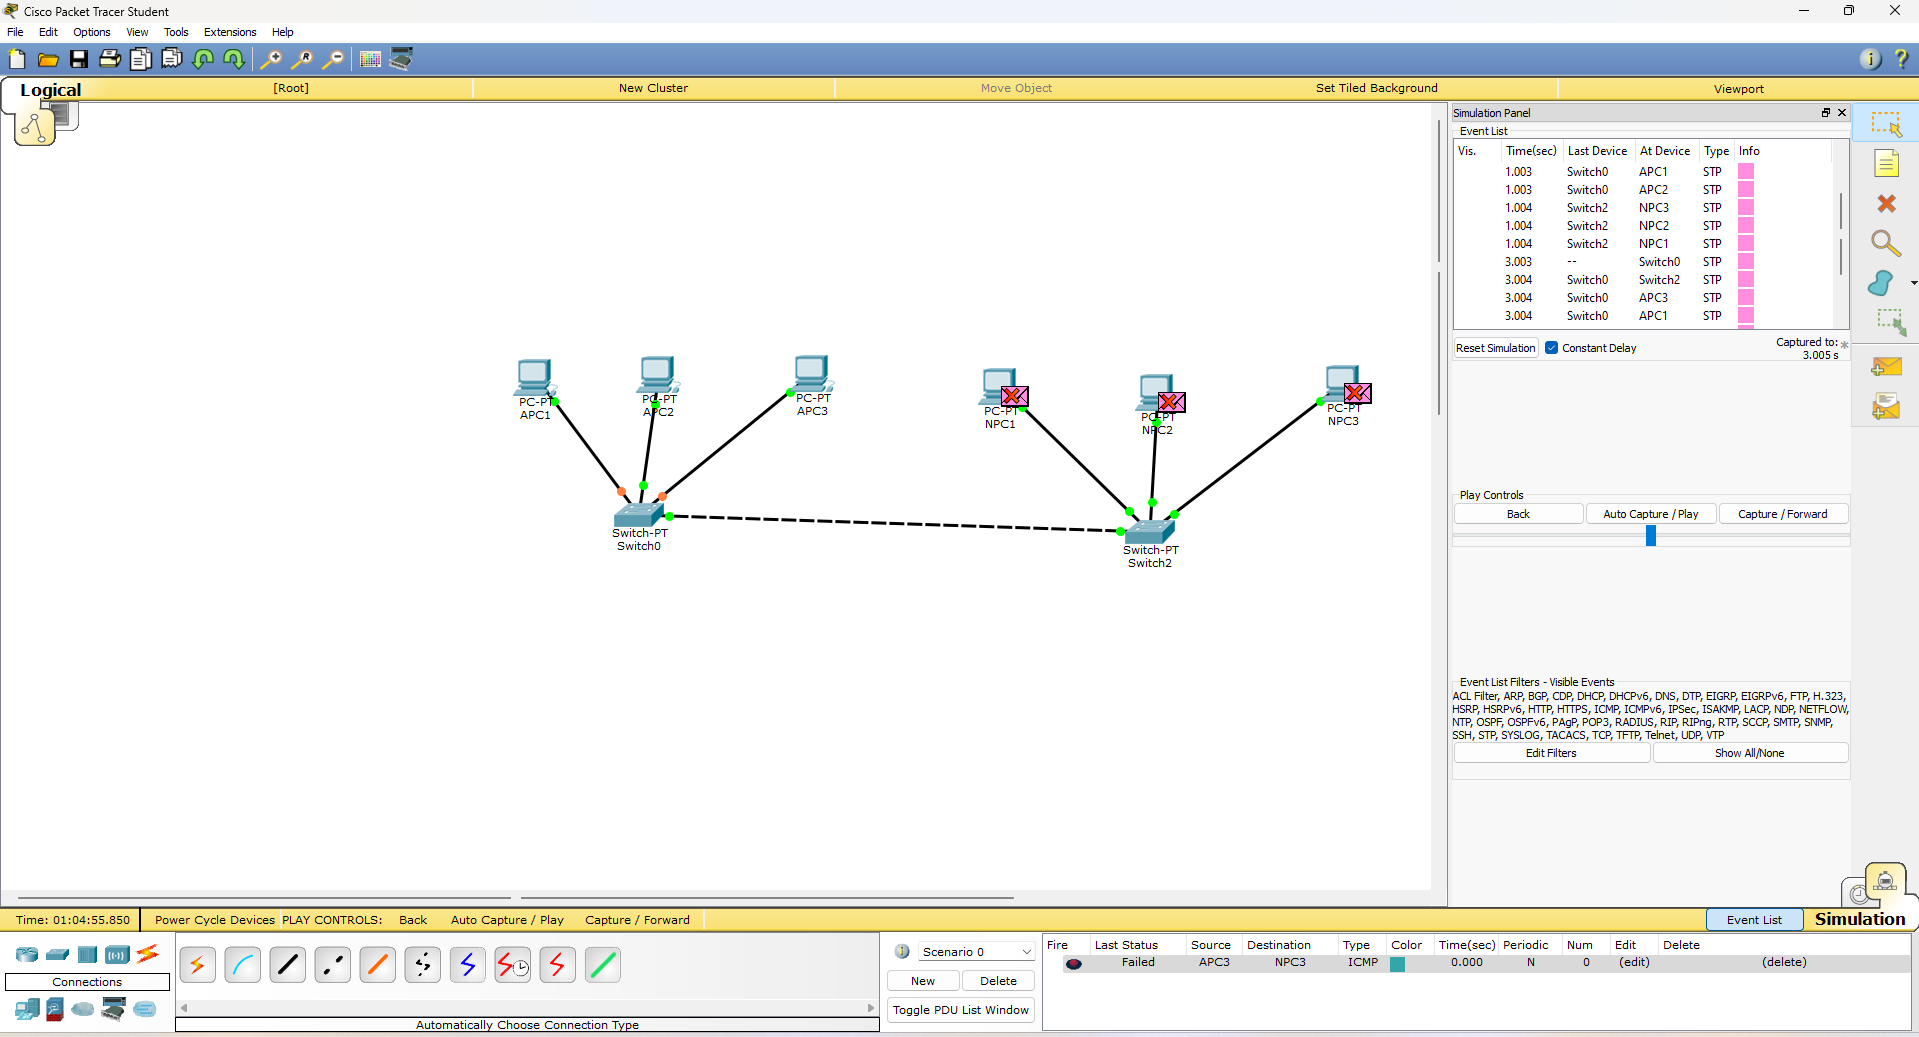 Cisco Packet Tracer Student
File Edit Options View Tools Extensions Help
Logical [Root] New Cluster Move Object Set Tiled Background Viewport
Simulation Panel
Event List
Vis. Time(sec) Last Device At Device Type Info
1.003 Switch0 APC1 STP
1.003 Switch0 APC2 STP
1.004 Switch2 NPC3 STP
1.004 Switch2 NPC2 STP
1.004 Switch2 NPC1 STP
3.003 -- Switch0 STP
3.004 Switch0 Switch2 STP
3.004 Switch0 APC3 STP
3.004 Switch0 APC1 STP
Reset Simulation Constant Delay Captured to: *
3.005 s
PC-PT
APC1
PC-PT
APC2
PC-PT
APC3
PC-PT
NPC1
PC-PT
NPC2
PC-PT
NPC3
Switch-PT
Switch0
Switch-PT
Switch2
Play Controls
Back Auto Capture / Play Capture / Forward
Event List Filters - Visible Events
ACL Filter, ARP, BGP, CDP, DHCP, DHCPv6, DNS, DTP, EIGRP, EIGRPv6, FTP, H.323,
HSRP, HSRPv6, HTTP, HTTPS, ICMP, ICMPv6, IPSec, ISAKMP, LACP, NDP, NETFLOW,
NTP, OSPF, OSPFv6, PAgP, POP3, RADIUS, RIP, RIPng, RTP, SCCP, SMTP, SNMP,
SSH, STP, SYSLOG, TACACS, TCP, TFTP, Telnet, UDP, VTP
Edit Filters Show All/None
Time: 01:04:55.850 Power Cycle Devices PLAY CONTROLS: Back Auto Capture / Play Capture / Forward Event List Simulation
Connections
Automatically Choose Connection Type
Scenario 0
New Delete
Toggle PDU List Window
Fire Last Status Source Destination Type Color Time(sec) Periodic Num Edit Delete
Failed APC3 NPC3 ICMP 0.000 N 0 (edit) (delete)